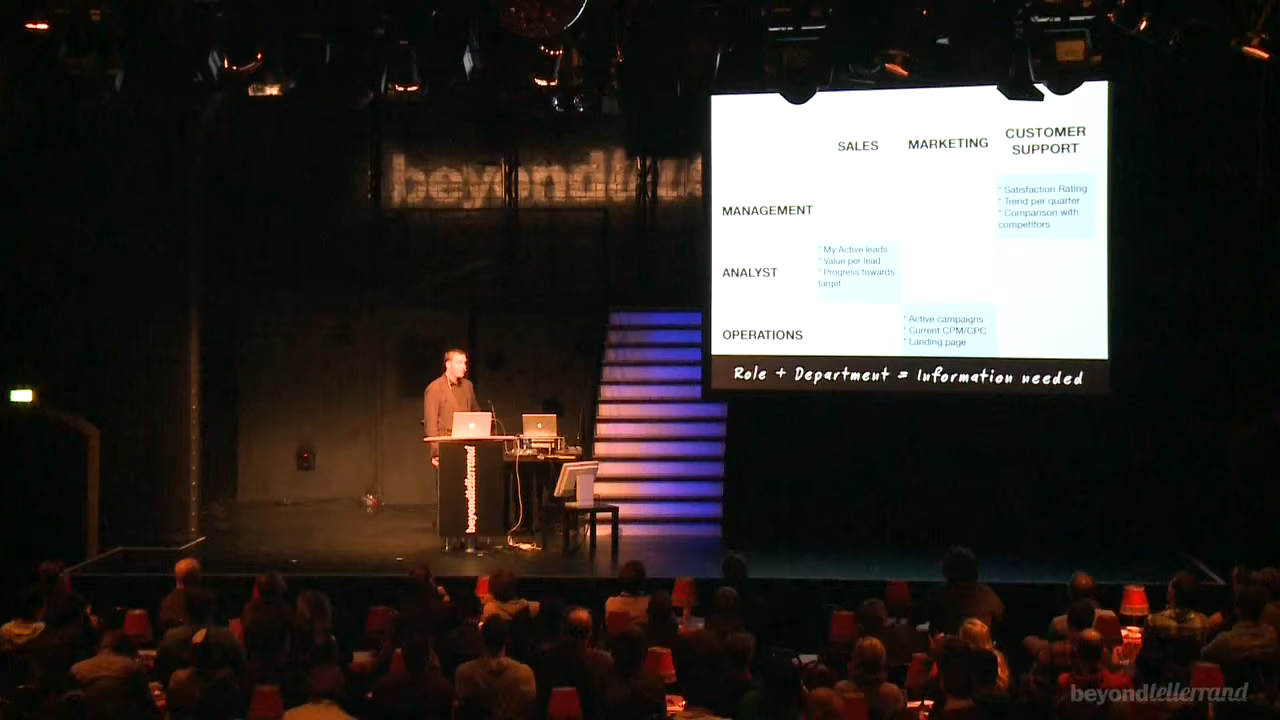 SALES
MARKETING
CUSTOMER
SUPPORT
MANAGEMENT
* Satisfaction Rating
* Trend per quarter
* Comparison with
competitors
ANALYST
* My Active leads
* Value per lead
* Progress towards
target
OPERATIONS
* Active campaigns
* Current CPM/CPC
* Landing page
Role + Department = Information needed
beyond
beyondtellerrand
beyondtellerrand